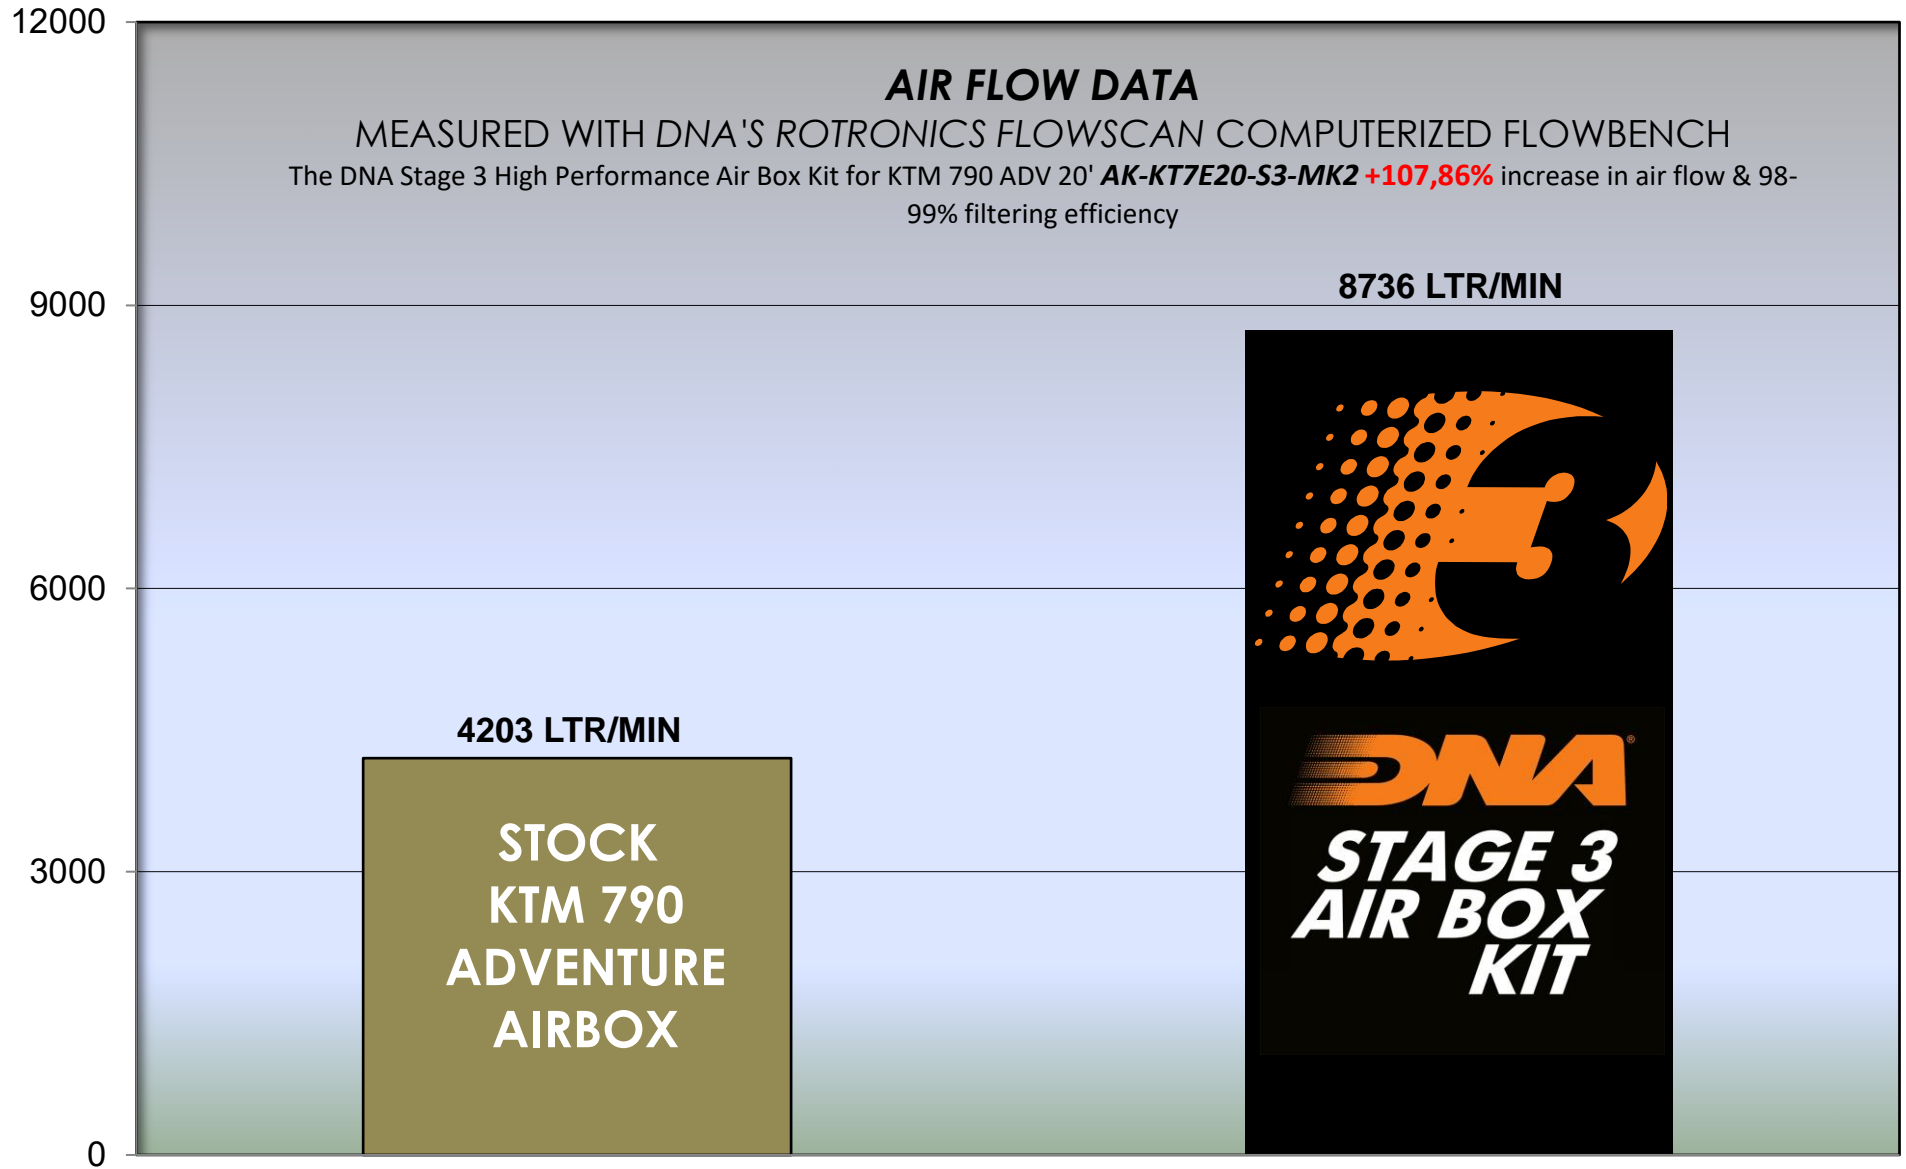 12000
AIR FLOW DATA
MEASURED WITH DNA'S ROTRONICS FLOWSCAN COMPUTERIZED FLOWBENCH
The DNA Stage 3 High Performance Air Box Kit for KTM 790 ADV 20' AK-KT7E20-S3-MK2 +107,86% increase in air flow & 98-
99% filtering efficiency
8736 LTR/MIN
9000
3
6000
4203 LTR/MIN
DNA®
STOCK
STAGE 3
3000
KTM 790
AIR BOX
ADVENTURE
KIT
AIRBOX
0